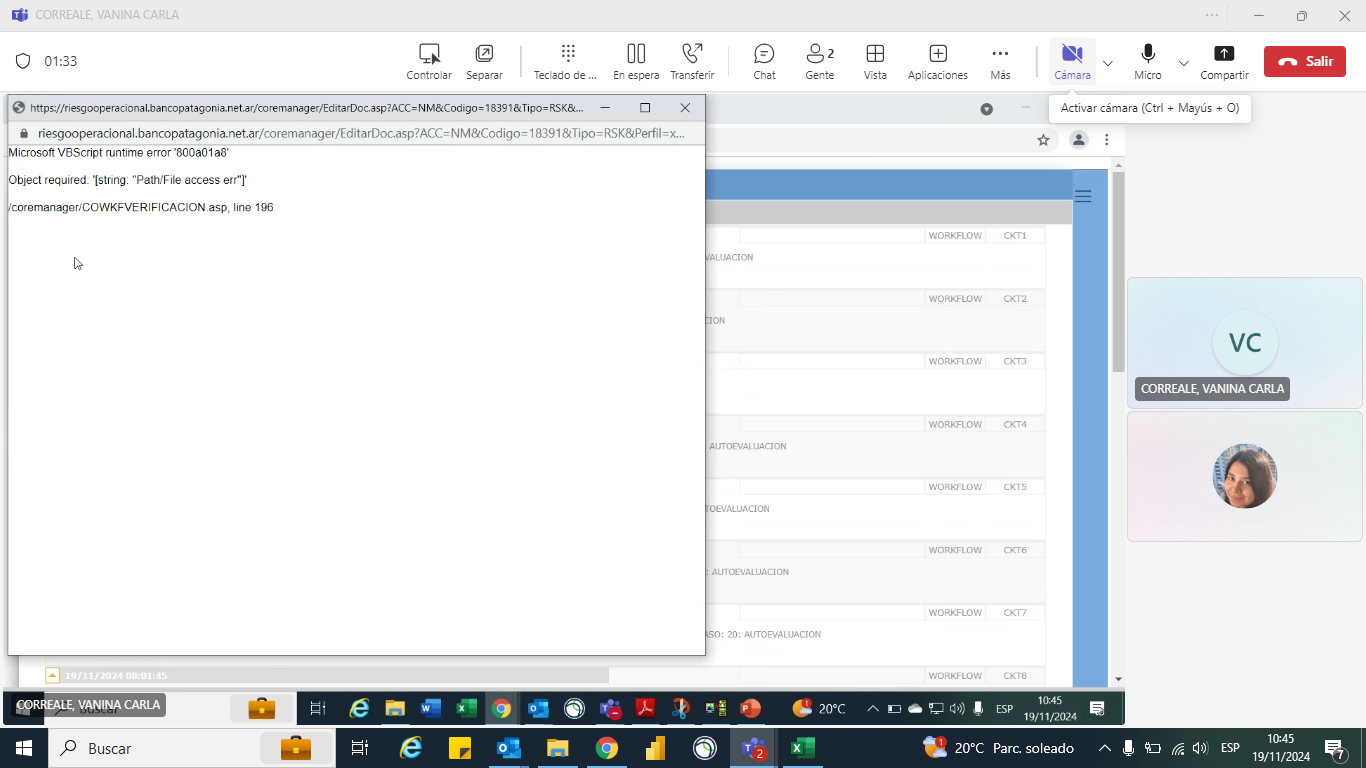 CORREALE, VANINA CARLA
01:33
Controlar
Separar
Teclado de ...
En espera
Transferir
Chat
2
Gente
Vista
Aplicaciones
Más
Cámara
Micro
Compartir
Salir
Activar cámara (Ctrl + Mayús + O)
https://riesgooperacional.bancopatagonia.net.ar/coremanager/EditarDoc.asp?ACC=NM&Codigo=18391&Tipo=RSK&...
riesgooperacional.bancopatagonia.net.ar/coremanager/EditarDoc.asp?ACC=NM&Codigo=18391&Tipo=RSK&Perfil=x...
Microsoft VBScript runtime error '800a01a8'
Object required: '[string: "Path/File access err"]'
/coremanager/COWKFVERIFICACION.asp, line 196
WORKFLOW CKT1
VALUACION
WORKFLOW CKT2
CION
WORKFLOW CKT3
WORKFLOW CKT4
AUTOEVALUACION
WORKFLOW CKT5
TOEVALUACION
WORKFLOW CKT6
: AUTOEVALUACION
WORKFLOW CKT7
ASO: 20: AUTOEVALUACION
19/11/2024 08:01:45
WORKFLOW CKT8
VC
CORREALE, VANINA CARLA
CORREALE, VANINA CARLA
20°C
ESP
10:45
19/11/2024
Buscar
2
1
20°C Parc. soleado
ESP
10:45
19/11/2024
7